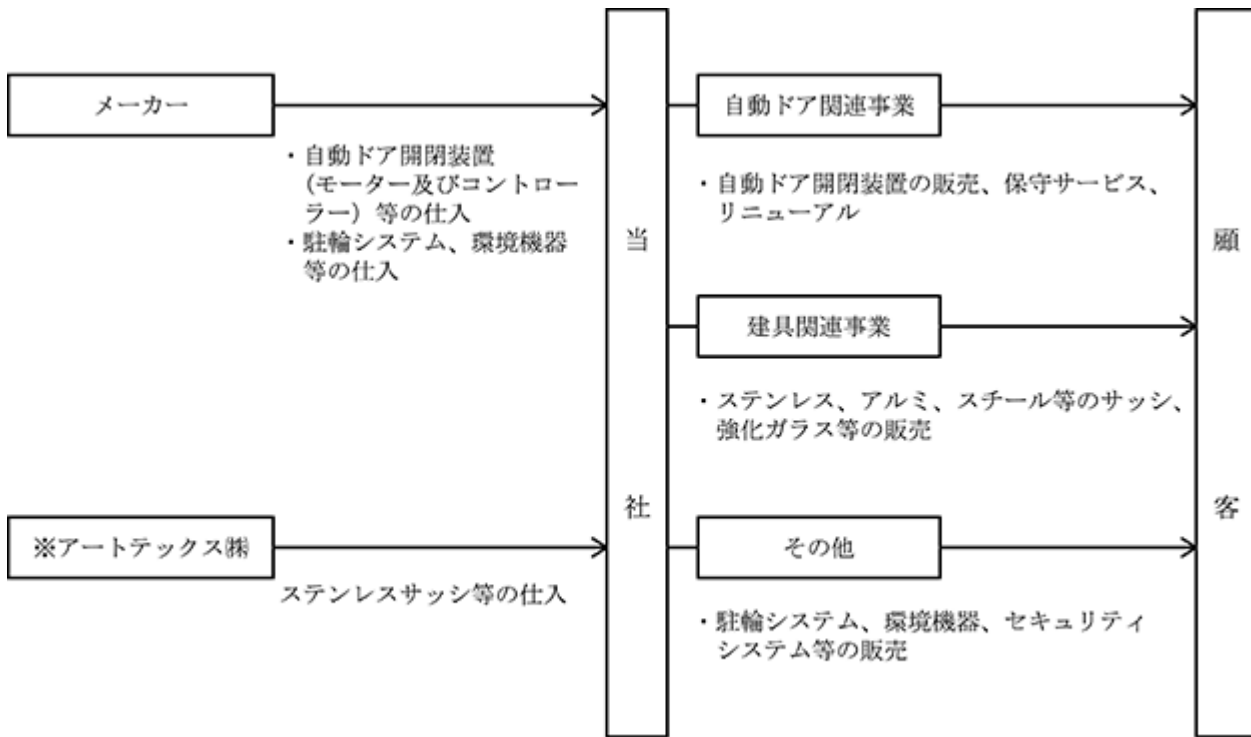 メーカー
・自動ドア開閉装置
(モーター及びコントロー
ラー）等の仕入
・駐輪システム、環境機器
等の仕入
※アートテックス㈱
ステンレスサッシ等の仕入
当
社
自動ドア関連事業
・自動ドア開閉装置の販売、保守サービス、
リニューアル
建具関連事業
・ステンレス、アルミ、スチール等のサッシ、
強化ガラス等の販売
その他
・駐輪システム、環境機器、セキュリティ
システム等の販売
顧
客